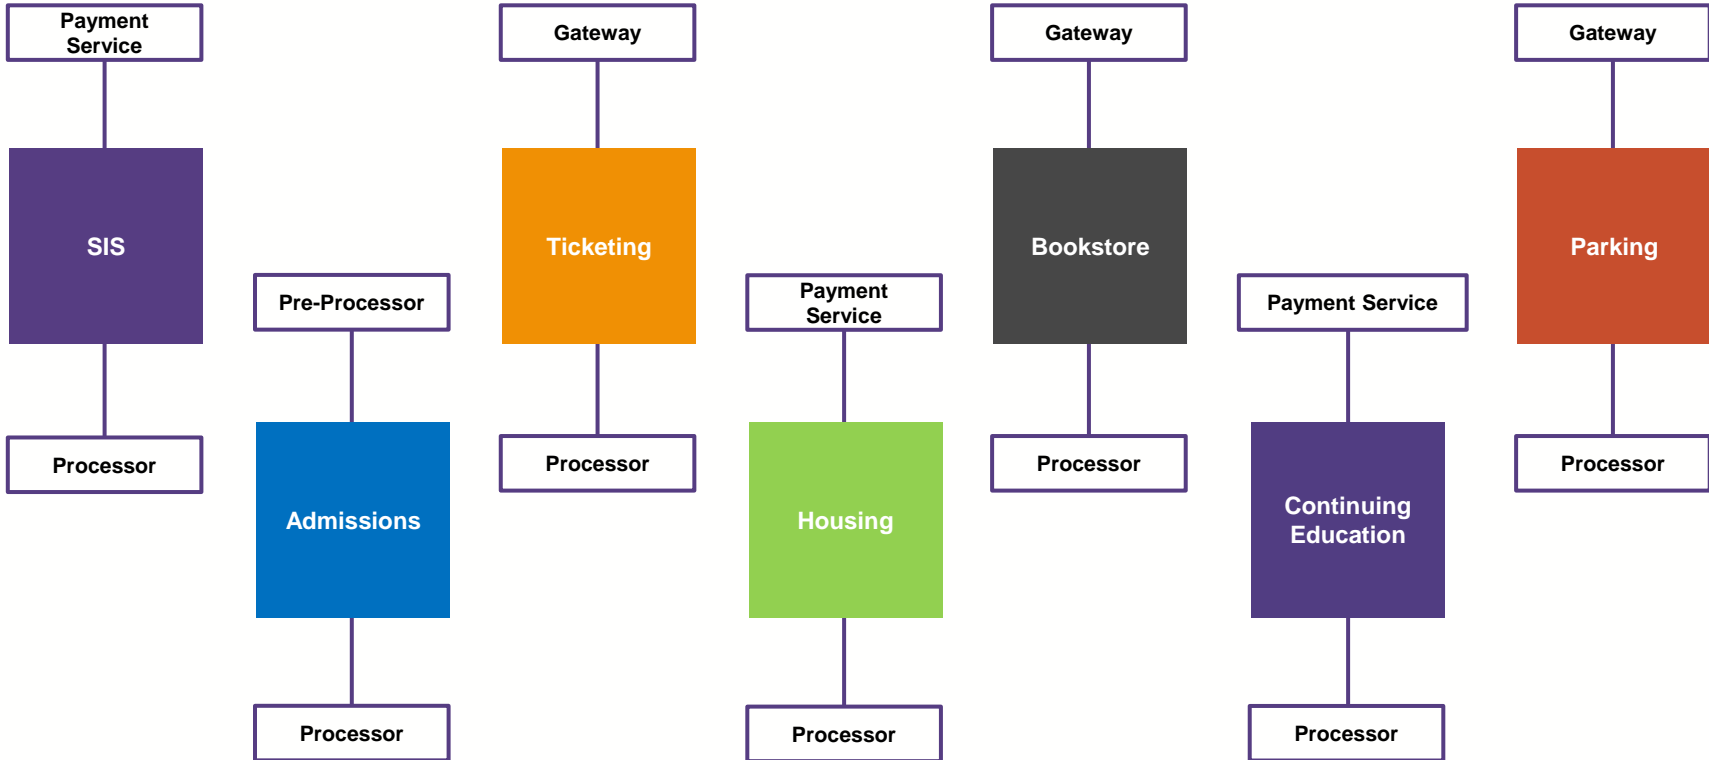 Payment
Service
Gateway
Gateway
Gateway
SIS
Ticketing
Bookstore
Parking
Pre-Processor
Payment
Service
Payment Service
Processor
Processor
Processor
Processor
Admissions
Housing
Continuing
Education
Processor
Processor
Processor